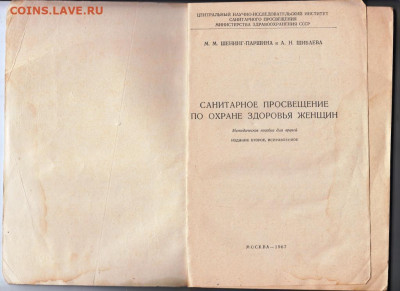 COINS.LAVE.RU
ЦЕНТРАЛЬНЫЙ НАУЧНО-ИССЛЕДОВАТЕЛЬСКИЙ ИНСТИТУТ
САНИТАРНОГО ПРОСВЕЩЕНИЯ
МИНИСТЕРСТВА ЗДРАВООХРАНЕНИЯ СССР
М. М. ШЕНИНГ-ПАРШИНА и А. Н. ШИБАЕВА
САНИТАРНОЕ ПРОСВЕЩЕНИЕ
ПО ОХРАНЕ ЗДОРОВЬЯ ЖЕНЩИН
Методическое пособие для врачей
ИЗДАНИЕ ВТОРОЕ, ИСПРАВЛЕННОЕ
МОСКВА—1967